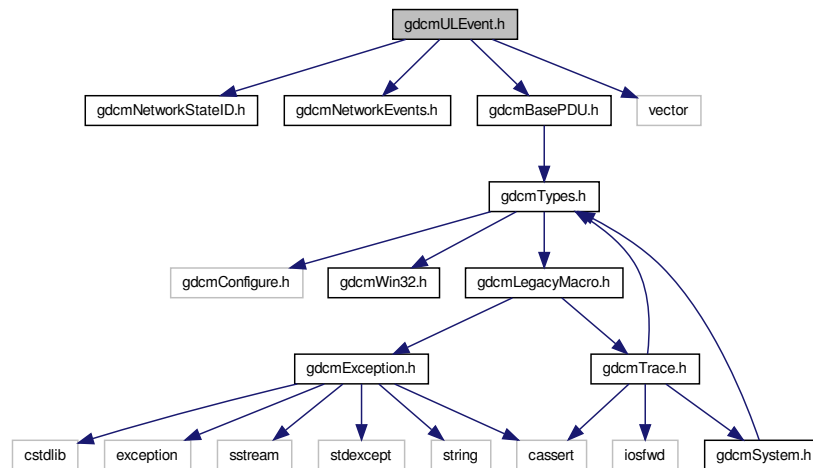 gdcmULEvent.h
gdcmNetworkStateID.h
gdcmNetworkEvents.h
gdcmBasePDU.h
vector
gdcmTypes.h
gdcmConfigure.h
gdcmWin32.h
gdcmLegacyMacro.h
gdcmException.h
gdcmTrace.h
cstdlib
exception
sstream
stdexcept
string
cassert
iosfwd
gdcmSystem.h